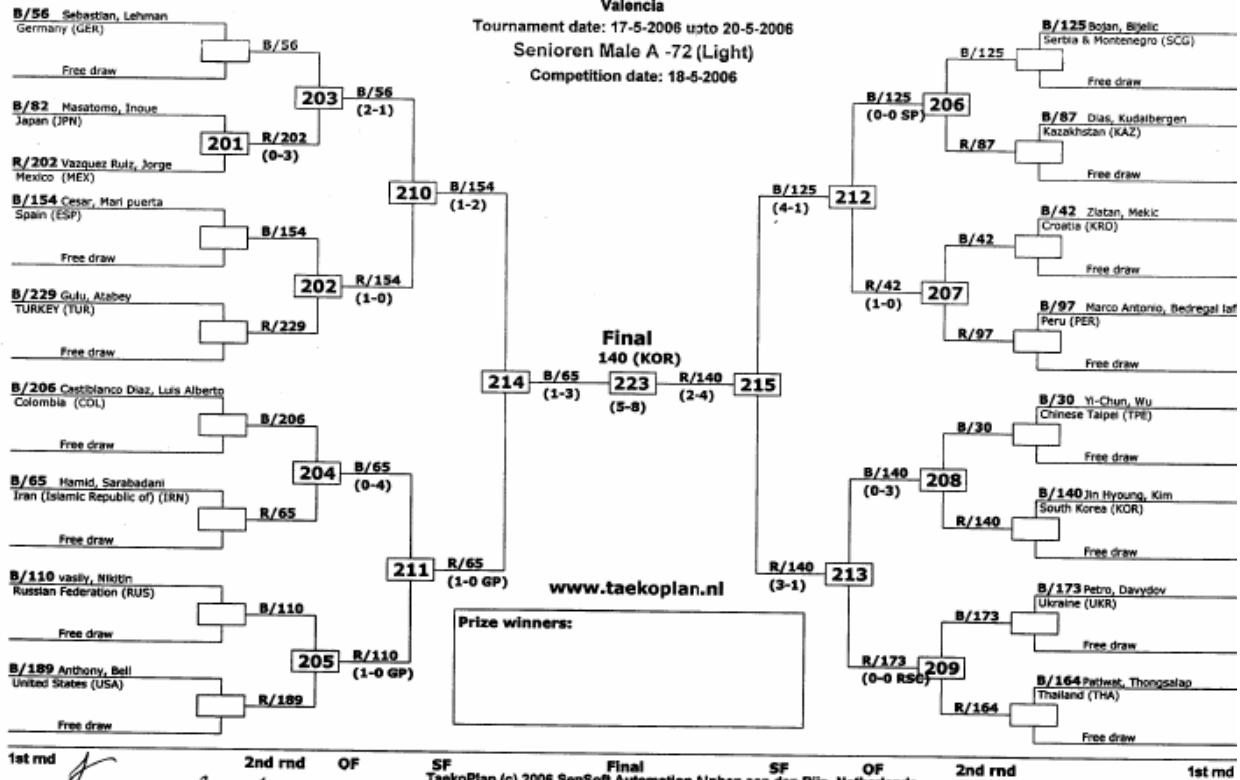 Valencia
Tournament date: 17-5-2006 upto 20-5-2006
Senioren Male A -72 (Light)
Competition date: 18-5-2006
B/56 Sebastian, Lehman
Germany (GER)
B/56
Free draw
203
B/56
(2-1)
B/82 Masatomo, Inoue
Japan (JPN)
201
R/202
(0-3)
R/202 Vazquez Ruiz, Jorge
Mexico (MEX)
210
B/154
(1-2)
B/154 Cesar, Mari puerta
Spain (ESP)
B/154
Free draw
202
R/154
(1-0)
B/229 Gulu, Atabey
TURKEY (TUR)
R/229
Free draw
214
B/65
(1-3)
B/206 Castiblanco Diaz, Luis Alberto
Colombia (COL)
B/206
Free draw
204
B/65
(0-4)
B/65 Hamid, Sarabadani
Iran (Islamic Republic of) (IRN)
R/65
Free draw
211
R/65
(1-0 GP)
B/110 vasily, Nikitin
Russian Federation (RUS)
B/110
Free draw
205
R/110
(1-0 GP)
B/189 Anthony, Bell
United States (USA)
R/189
Free draw
Final
140 (KOR)
223
(5-8)
R/140
(2-4)
215
www.taekoplan.nl
Prize winners:
B/125 Bojan, Bijelic
Serbia & Montenegro (SCG)
B/125
Free draw
B/125
(0-0 SP)
206
B/87 Dias, Kudaibergen
Kazakhstan (KAZ)
R/87
Free draw
B/125
(4-1)
212
B/42 Zlatan, Mekic
Croatia (KRO)
B/42
Free draw
R/42
(1-0)
207
B/97 Marco Antonio, Bedregal laf
Peru (PER)
R/97
Free draw
B/30 Yi-Chun, Wu
Chinese Taipei (TPE)
B/30
Free draw
B/140
(0-3)
208
B/140 Jin Hyoung, Kim
South Korea (KOR)
R/140
Free draw
R/140
(3-1)
213
B/173 Petro, Davydov
Ukraine (UKR)
B/173
Free draw
R/173
(0-0 RSC)
209
B/164 Patiwat, Thongsalap
Thailand (THA)
R/164
Free draw
1st rnd 2nd rnd OF SF Final SF OF 2nd rnd 1st rnd
TaekoPlan (c) 2006 SenSoft Automation Alphen aan den Rijn, Netherlands